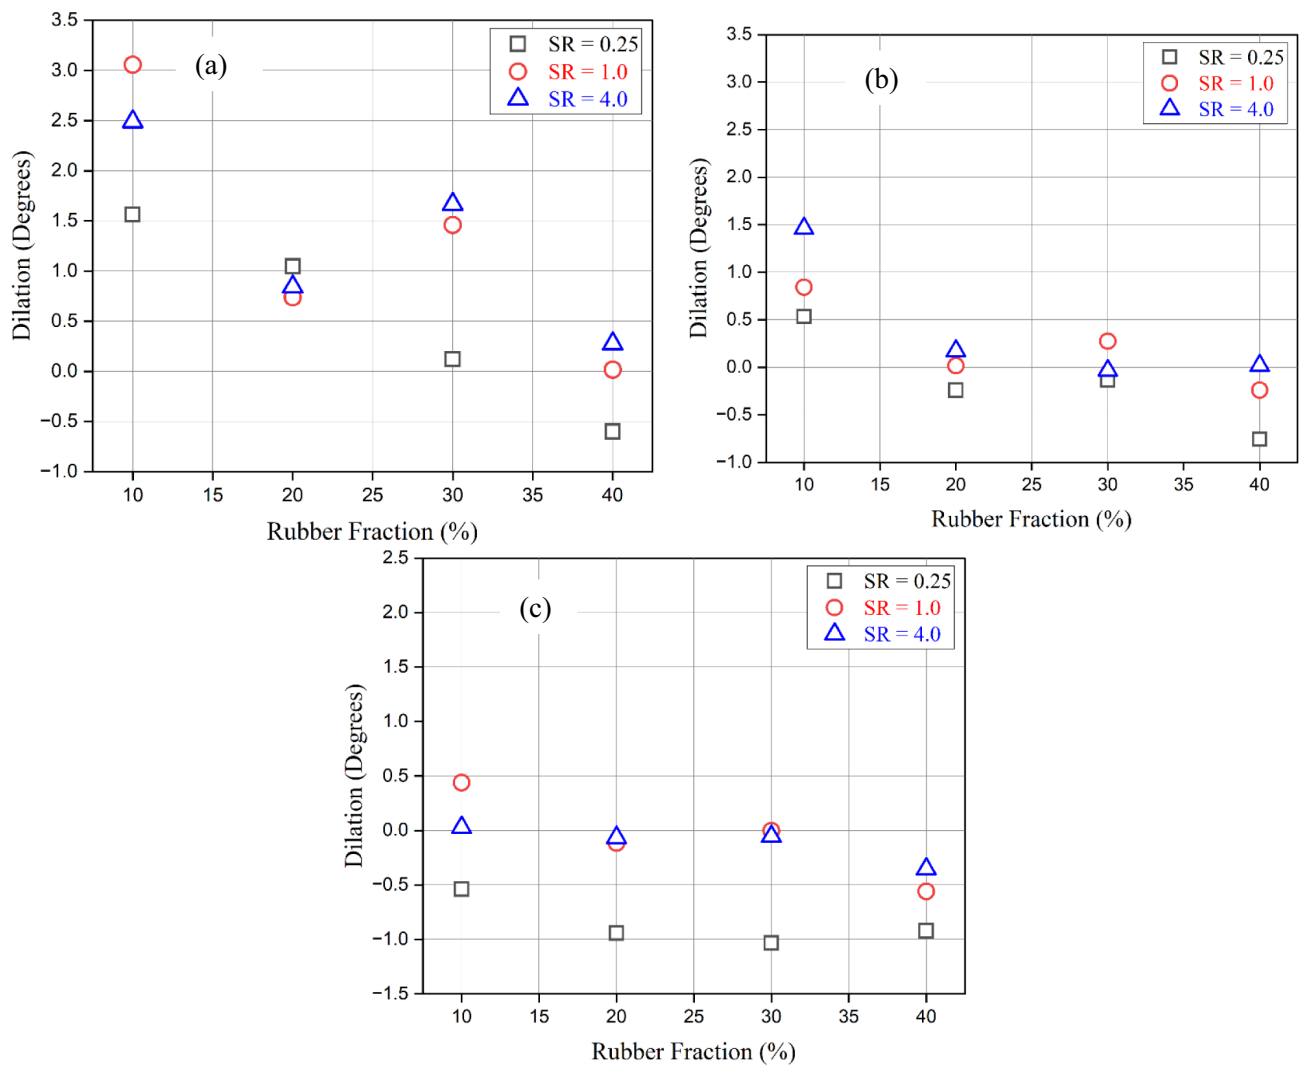 (a)
SR = 0.25
SR = 1.0
SR = 4.0
3.5
3.0
2.5
2.0
1.5
1.0
0.5
0.0
−0.5
−1.0
Dilation (Degrees)
10 15 20 25 30 35 40
Rubber Fraction (%)
(b)
SR = 0.25
SR = 1.0
SR = 4.0
3.5
3.0
2.5
2.0
1.5
1.0
0.5
0.0
−0.5
−1.0
Dilation (Degrees)
10 15 20 25 30 35 40
Rubber Fraction (%)
(c)
SR = 0.25
SR = 1.0
SR = 4.0
2.5
2.0
1.5
1.0
0.5
0.0
−0.5
−1.0
−1.5
Dilation (Degrees)
10 15 20 25 30 35 40
Rubber Fraction (%)